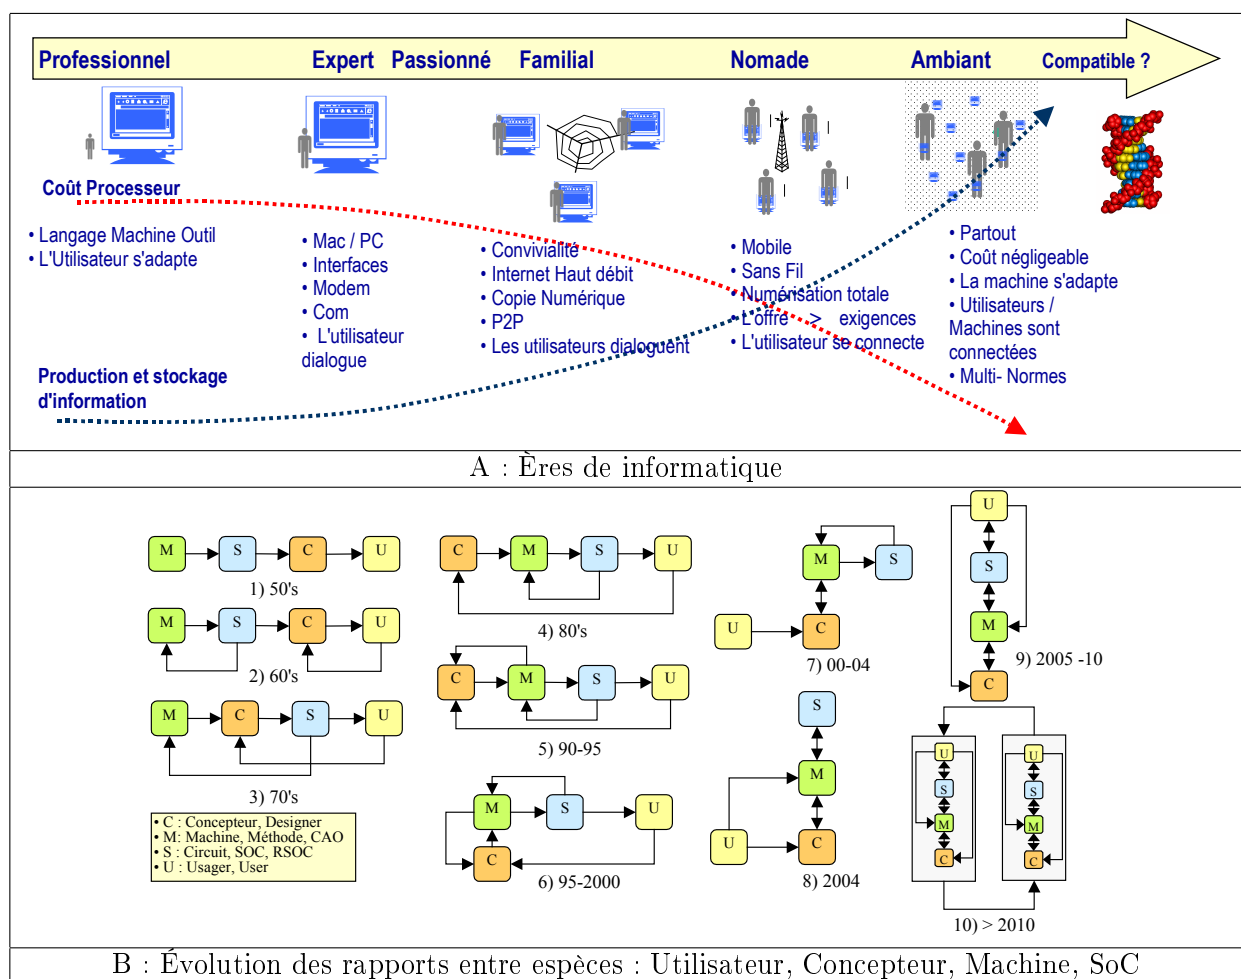 Professionnel Expert Passionné Familial Nomade Ambiant Compatible ?
Coût Processeur
• Langage Machine Outil
• L'Utilisateur s'adapte
Production et stockage
d'information
• Mac / PC
• Interfaces
• Modem
• Com
• L'utilisateur
dialogue
• Convivialité
• Internet Haut débit
• Copie Numérique
• P2P
• Les utilisateurs dialoguent
• Mobile
• Sans Fil
• Numérisation totale
• L'offre > exigences
• L'utilisateur se connecte
• Partout
• Coût négligeable
• La machine s'adapte
• Utilisateurs /
Machines sont
connectées
• Multi- Normes
A : Ères de informatique
M S C U
1) 50's
M S C U
2) 60's
M C S U
3) 70's
• C : Concepteur, Designer
• M: Machine, Méthode, CAO
• S : Circuit, SOC, RSOC
• U : Usager, User
C M S U
4) 80's
C M S U
5) 90-95
M S U
C
6) 95-2000
M S
U C
7) 00-04
S
M
U C
8) 2004
U
S
M
C
9) 2005 -10
U U
S S
M M
C C
10) > 2010
B : Évolution des rapports entre espèces : Utilisateur, Concepteur, Machine, SoC